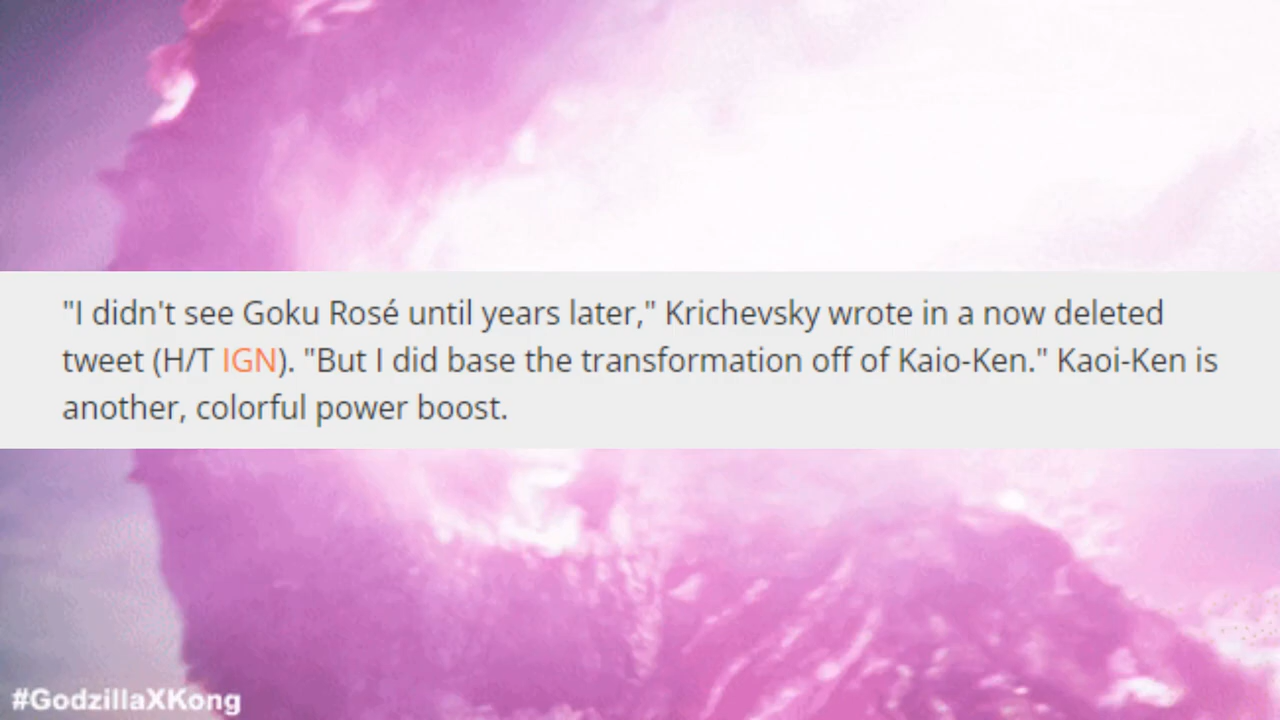 "I didn't see Goku Rosé until years later," Krichevsky wrote in a now deleted
tweet (H/T IGN). "But I did base the transformation off of Kaio-Ken." Kaoi-Ken is
another, colorful power boost.
#GodzillaXKong